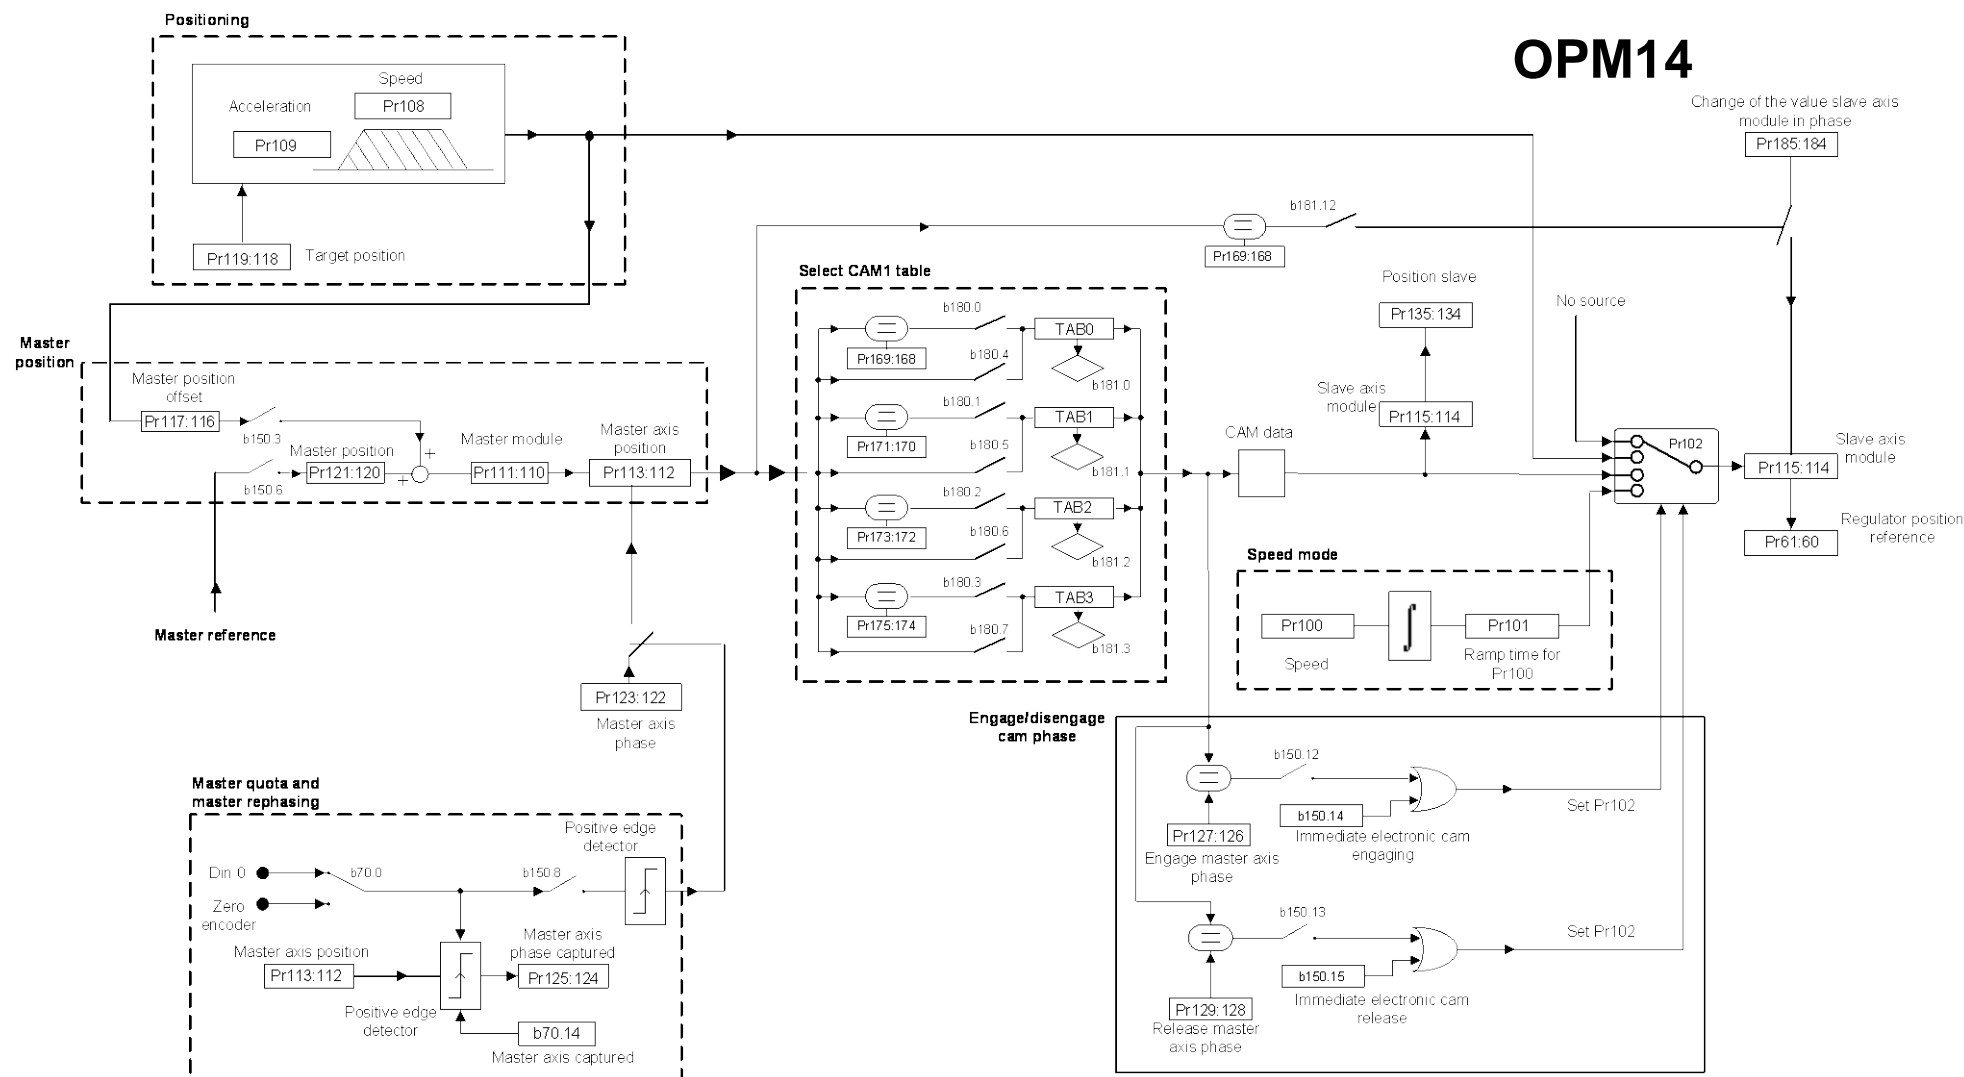 Positioning
OPM14
Speed
Pr108
Acceleration
Pr109
Pr119:118
Target position
Change of the value slave axis
module in phase
Pr185:184
b181.12
Pr169:168
Select CAM1 table
b180.0
TAB0
Pr169:168
b180.4
b181.0
b180.1
TAB1
Pr171:170
b180.5
b181.1
b180.2
TAB2
Pr173:172
b180.6
b181.2
b180.3
TAB3
Pr175:174
b180.7
b181.3
Position slave
Pr135:134
Slave axis
module
Pr115:114
CAM data
No source
Pr102
Slave axis
module
Pr115:114
Regulator position
reference
Pr61:60
Master
position
Master position
offset
Pr117:116
b150.3
Master position
Pr121:120
b150.6
Master module
Pr111:110
Master axis
position
Pr113:112
Master reference
Pr123:122
Master axis
phase
Speed mode
Pr100
Speed
Pr101
Ramp time for
Pr100
Engage/disengage
cam phase
b150.12
b150.14
Immediate electronic cam
engaging
Set Pr102
Pr127:126
Engage master axis
phase
b150.13
b150.15
Immediate electronic cam
release
Set Pr102
Pr129:128
Release master
axis phase
Master quota and
master rephasing
Positive edge
detector
Din 0
b70.0
b150.8
Zero
encoder
Master axis position
Pr113:112
Master axis
phase captured
Pr125:124
Positive edge
detector
b70.14
Master axis captured